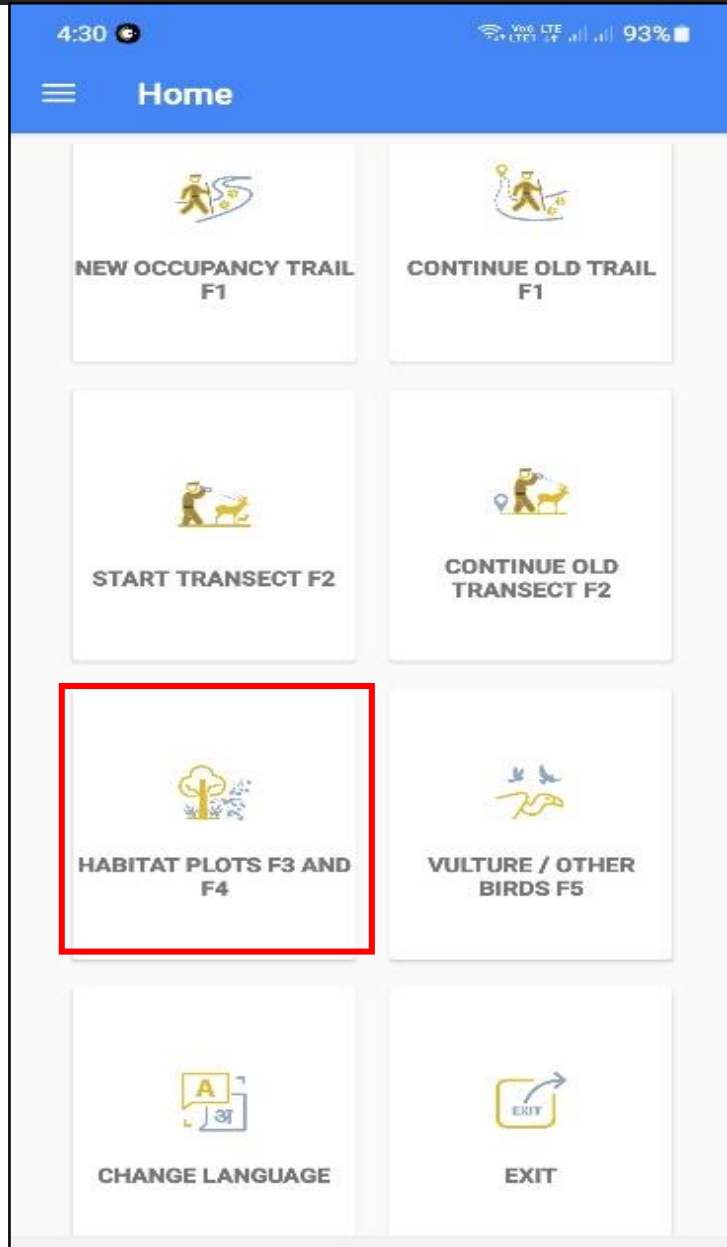 4:30 LTE 93%
Home
NEW OCCUPANCY TRAIL
F1
CONTINUE OLD TRAIL
F1
START TRANSECT F2
CONTINUE OLD
TRANSECT F2
HABITAT PLOTS F3 AND
F4
VULTURE / OTHER
BIRDS F5
A
अ
CHANGE LANGUAGE
EXIT
EXIT